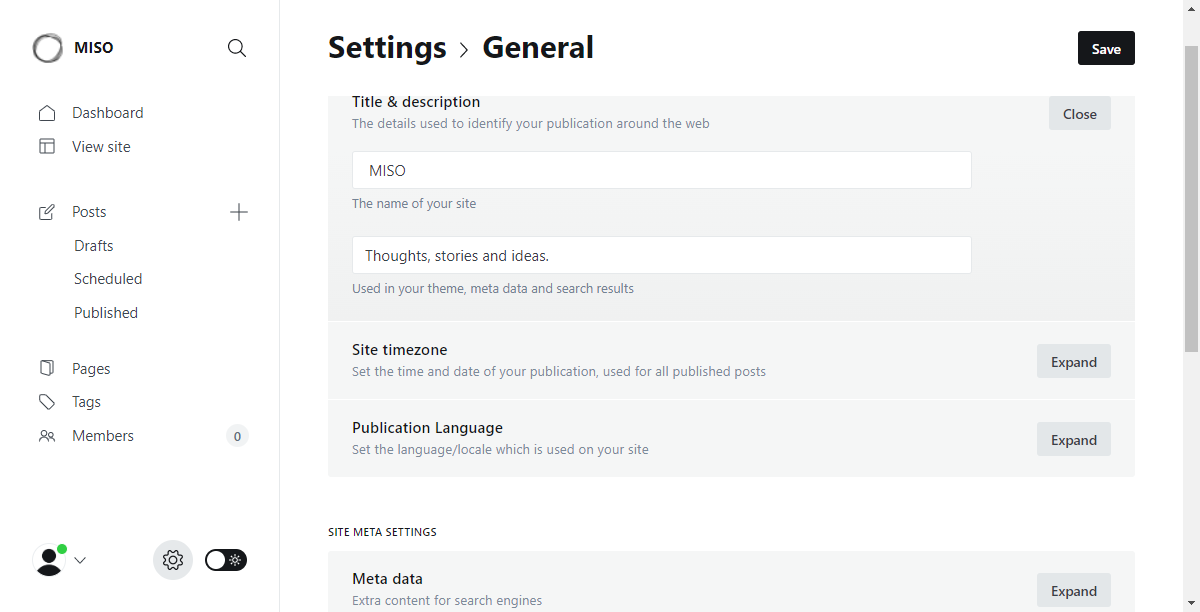 MISO
Dashboard
View site
Posts
Drafts
Scheduled
Published
Pages
Tags
Members
0
Settings > General
Save
Title & description
The details used to identify your publication around the web
Close
MISO
The name of your site
Thoughts, stories and ideas.
Used in your theme, meta data and search results
Site timezone
Set the time and date of your publication, used for all published posts
Expand
Publication Language
Set the language/locale which is used on your site
Expand
SITE META SETTINGS
Meta data
Extra content for search engines
Expand